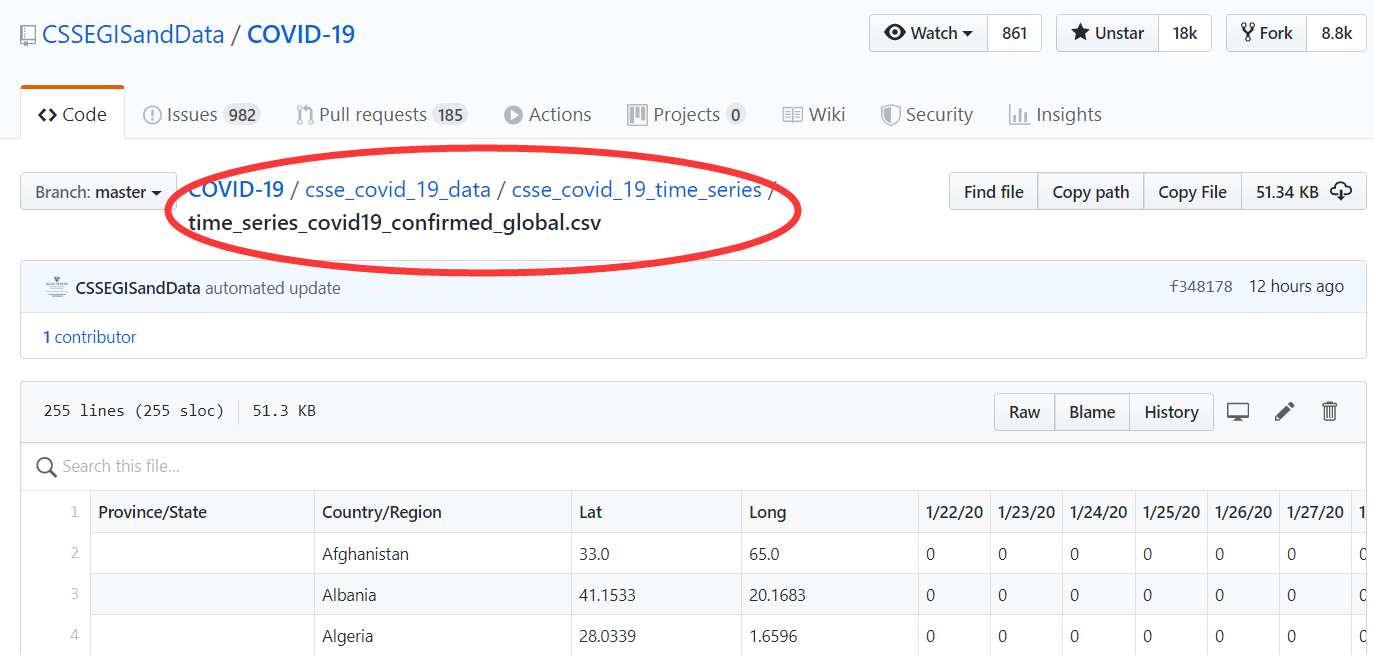 CSSEGISandData / COVID-19
Watch 861 Unstar 18k Fork 8.8k
Code Issues 982 Pull requests 185 Actions Projects 0 Wiki Security Insights
Branch: master COVID-19 / csse_covid_19_data / csse_covid_19_time_series / Find file Copy path Copy File 51.34 KB
time_series_covid19_confirmed_global.csv
CSSEGISandData automated update f348178 12 hours ago
1 contributor
255 lines (255 sloc) 51.3 KB Raw Blame History
Search this file...
1 Province/State Country/Region Lat Long 1/22/20 1/23/20 1/24/20 1/25/20 1/26/20 1/27/20 1
2 Afghanistan 33.0 65.0 0 0 0 0 0 0 0
3 Albania 41.1533 20.1683 0 0 0 0 0 0 0
4 Algeria 28.0339 1.6596 0 0 0 0 0 0 0